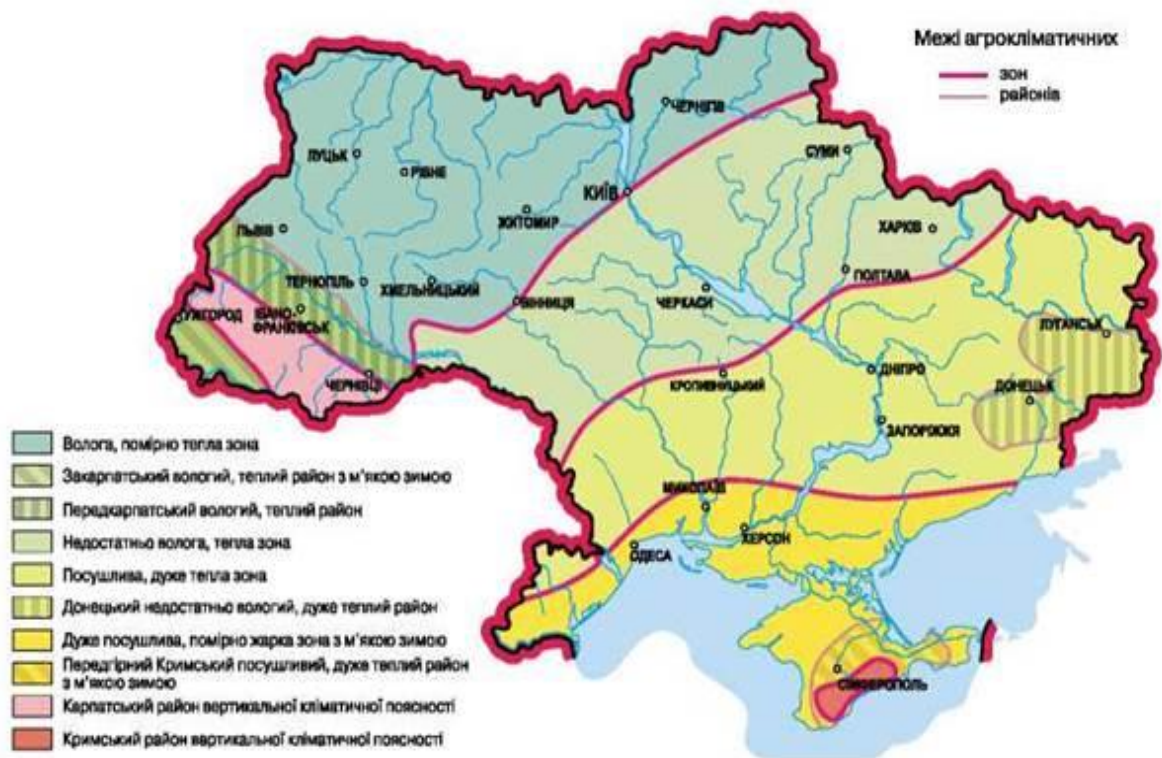 Межі агрокліматичних
зон
районів
ЧЕРНІГІВ
ЛУЦЬК
РІВНЕ
СУМИ
КИЇВ
ЖИТОМИР
ЛЬВІВ
ХАРКІВ
ТЕРНОПІЛЬ
ХМЕЛЬНИЦЬКИЙ
ПОЛТАВА
ВІННИЦЯ
ЧЕРКАСИ
УЖГОРОД
ІВАНО-
ФРАНКІВСЬК
ЛУГАНСЬК
ЧЕРНІВЦІ
КРОПИВНИЦЬКИЙ
ДНІПРО
ДОНЕЦЬК
ЗАПОРІЖЖЯ
МИКОЛАЇВ
ХЕРСОН
ОДЕСА
СІМФЕРОПОЛЬ
Волога, помірно тепла зона
Закарпатський вологий, теплий район з м'якою зимою
Передкарпатський вологий, теплий район
Недостатньо волога, тепла зона
Посушлива, дуже тепла зона
Донецький недостатньо вологий, дуже теплий район
Дуже посушлива, помірно жарка зона з м'якою зимою
Передгірний Кримський посушливий, дуже теплий район
з м'якою зимою
Карпатський район вертикальної кліматичної поясності
Кримський район вартикальної кліматичної поясності